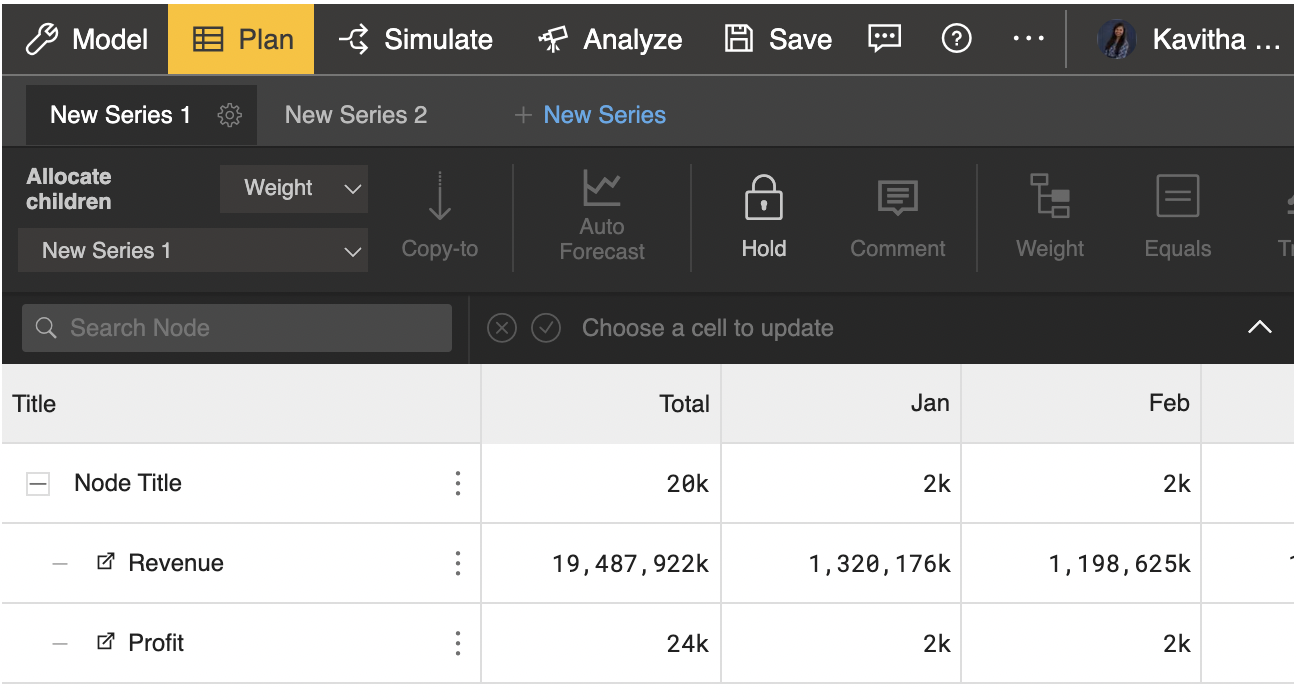 Model Plan Simulate Analyze Save Kavitha ...
New Series 1 New Series 2 + New Series
Allocate children Weight
New Series 1
Copy-to
Auto Forecast
Hold
Comment
Weight
Equals
Search Node Choose a cell to update
Title Total Jan Feb
Node Title 20k 2k 2k
Revenue 19,487,922k 1,320,176k 1,198,625k
Profit 24k 2k 2k